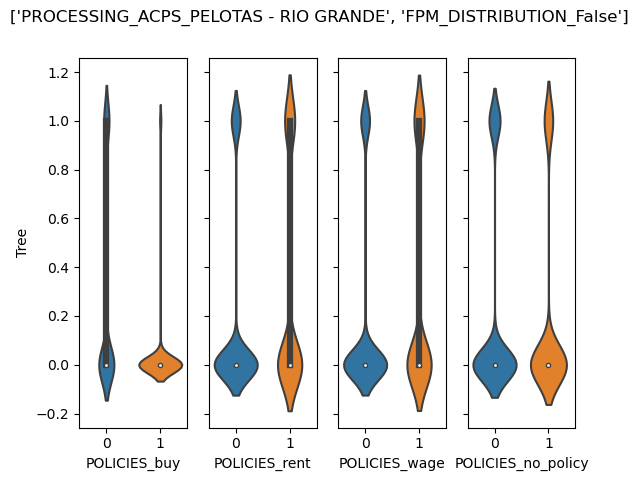 ['PROCESSING_ACPS_PELOTAS - RIO GRANDE', 'FPM_DISTRIBUTION_False']
Tree
1.2
1.0
0.8
0.6
0.4
0.2
0.0
−0.2
0 1 0 1 0 1 0 1
POLICIES_buy POLICIES_rent POLICIES_wage POLICIES_no_policy